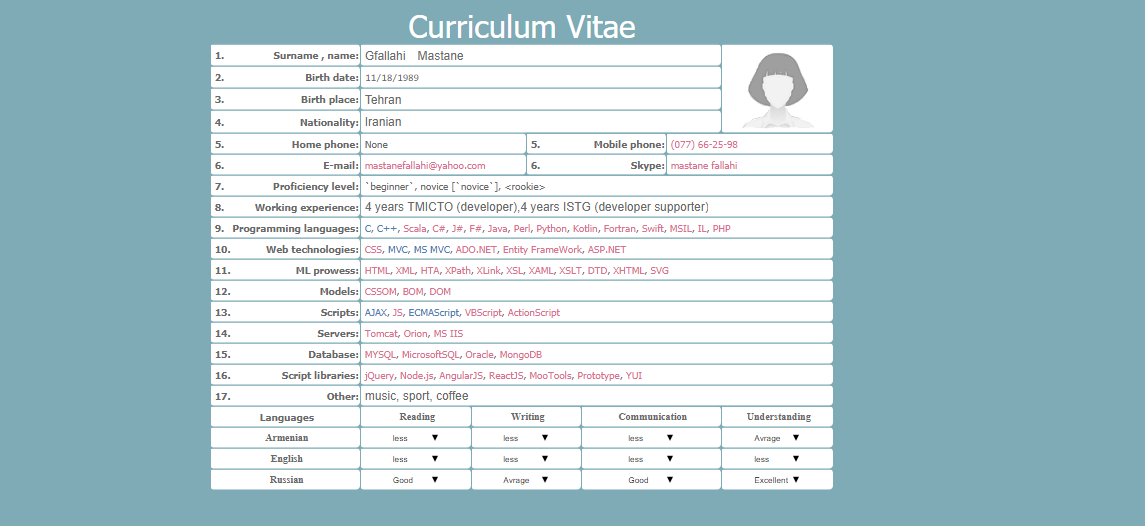 Curriculum Vitae
1. Surname , name: Gfallahi Mastane
2. Birth date: 11/18/1989
3. Birth place: Tehran
4. Nationality: Iranian
5. Home phone: None 5. Mobile phone: (077) 66-25-98
6. E-mail: mastanefallahi@yahoo.com 6. Skype: mastane fallahi
7. Proficiency level: `beginner`, novice [`novice`], <rookie>
8. Working experience: 4 years TMICTO (developer),4 years ISTG (developer supporter)
9. Programming languages: C, C++, Scala, C#, J#, F#, Java, Perl, Python, Kotlin, Fortran, Swift, MSIL, IL, PHP
10. Web technologies: CSS, MVC, MS MVC, ADO.NET, Entity FrameWork, ASP.NET
11. ML prowess: HTML, XML, HTA, XPath, XLink, XSL, XAML, XSLT, DTD, XHTML, SVG
12. Models: CSSOM, BOM, DOM
13. Scripts: AJAX, JS, ECMAScript, VBScript, ActionScript
14. Servers: Tomcat, Orion, MS IIS
15. Database: MYSQL, MicrosoftSQL, Oracle, MongoDB
16. Script libraries: jQuery, Node.js, AngularJS, ReactJS, MooTools, Prototype, YUI
17. Other: music, sport, coffee
Languages Reading Writing Communication Understanding
Armenian less ▼ less ▼ less ▼ Avrage ▼
English less ▼ less ▼ less ▼ less ▼
Russian Good ▼ Avrage ▼ Good ▼ Excellent ▼